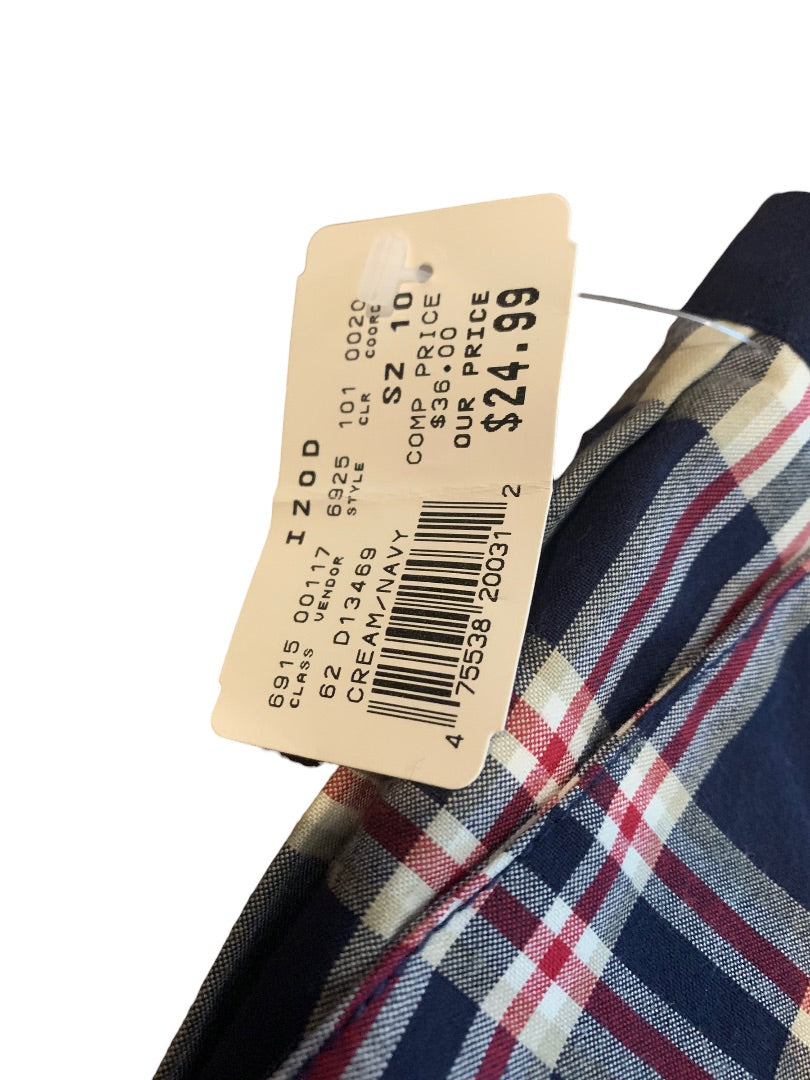 IZOD
6915 00117 6925 101 0020
CLASS VENDOR STYLE CLR COORD
62 D13469 SZ 10
CREAM/NAVY
COMP PRICE
$36.00
OUR PRICE
$24.99
4 75538 20031 2